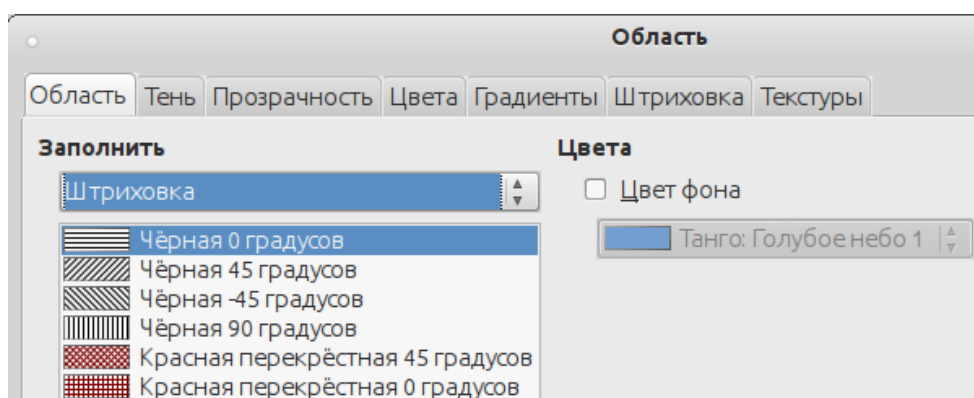 Область
Область Тень Прозрачность Цвета Градиенты Штриховка Текстуры
Заполнить
Штриховка
Чёрная 0 градусов
Чёрная 45 градусов
Чёрная -45 градусов
Чёрная 90 градусов
Красная перекрёстная 45 градусов
Красная перекрёстная 0 градусов
Цвета
Цвет фона
Танго: Голубое небо 1